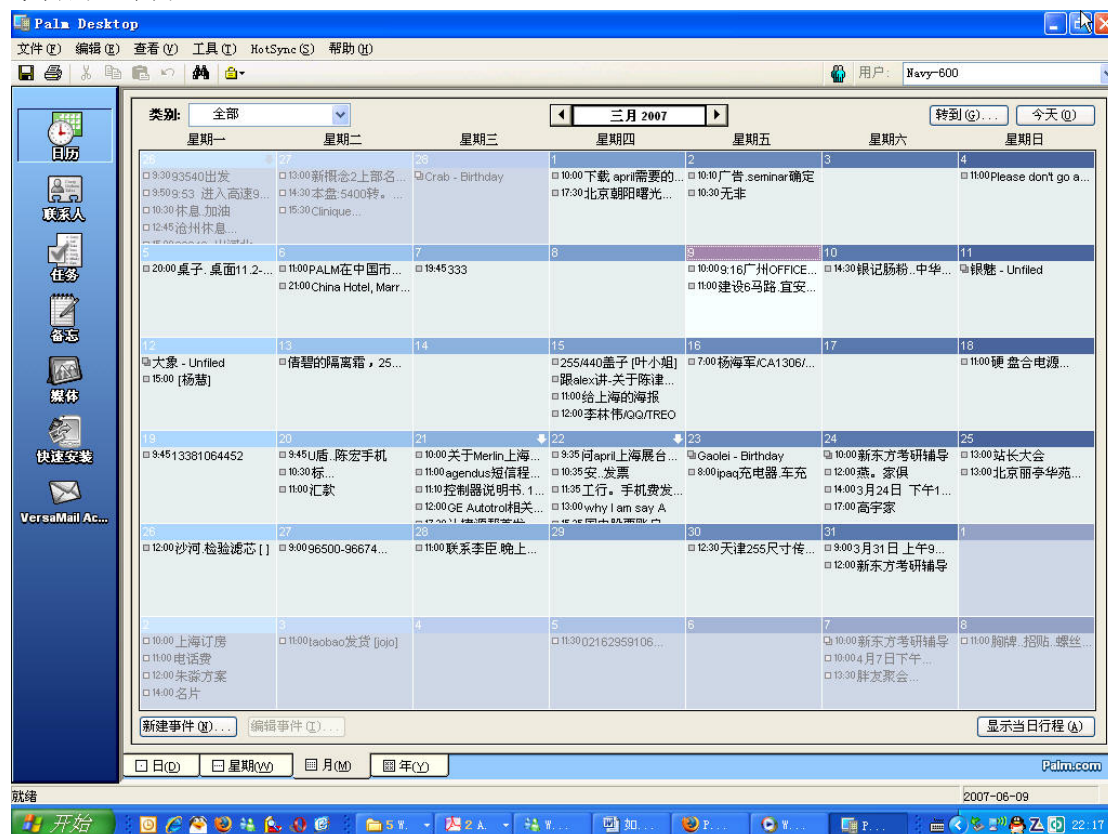 Palm Desktop
文件(F) 编辑(E) 查看(V) 工具(T) HotSync(S) 帮助(H)
用户: Navy-600
日历
联系人
任务
备忘
媒体
快速安装
VersaMail Ac...
类别: 全部
三月 2007
转到(G)... 今天(O)
星期一 星期二 星期三 星期四 星期五 星期六 星期日
26 27 28 1 2 3 4
9:30 93540出发
9:50 9:53 进入高速9...
10:30 休息.加油
12:45 沧州休息...
13:00 新概念2上部名...
14:30 本盘:5400转。...
15:30 Clinique...
Crab - Birthday
10:00 下载 april需要的...
17:30 北京朝阳曙光...
10:10 广告.seminar确定
10:30 无非
11:00 Please don't go a...
5 6 7 8 9 10 11
20:00 桌子. 桌面11.2-...
11:00 PALM在中国市...
21:00 China Hotel, Marr...
19:45 333
10:00 9:16广州OFFICE...
11:00 建设6马路.宜安...
14:30 银记肠粉..中华...
银魅 - Unfiled
12 13 14 15 16 17 18
大象 - Unfiled
15:00 [杨慧]
倩碧的隔离霜，25...
255/440盖子 [叶小姐]
跟alex讲-关于陈津...
11:00 给上海的海报
12:00 李林伟/QQ/TREO
7:00 杨海军/CA1306/...
11:00 硬 盘合电源...
19 20 21 22 23 24 25
9:45 13381064452
9:45 U盾..陈宏手机
10:30 标...
11:00 汇款
10:00 关于Merlin上海...
11:00 agendus短信程...
11:10 控制器说明书. 1...
12:00 GE Autotrol相关...
9:35 问april上海展台...
10:35 安..发票
11:35 工行。手机费发...
13:00 why I am say A
Gaolei - Birthday
8:00 ipaq充电器.车充
10:00 新东方考研辅导
12:00 燕。家俱
14:00 3月24日 下午1...
17:00 高宇家
13:00 站长大会
13:00 北京丽亭华苑...
26 27 28 29 30 31 1
12:00 沙河.检验滤芯 [ ]
9:00 96500-96674...
11:00 联系李臣.晚上...
12:30 天津255尺寸传...
9:00 3月31日 上午9...
12:00 新东方考研辅导
2 3 4 5 6 7 8
10:00 上海订房
11:00 电话费
12:00 朱淼方案
14:00 名片
11:00 taobao发货 [jojo]
11:30 02162959106...
10:00 新东方考研辅导
10:00 4月7日下午...
13:30 胖友聚会...
11:00 胸牌..招贴..螺丝...
新建事件(N)... 编辑事件(I)... 显示当日行程(A)
日(D) 星期(W) 月(M) 年(Y) Palm.com
就绪 2007-06-09
开始 5 W. 2 A. W... 加... P... W... P... 22:17